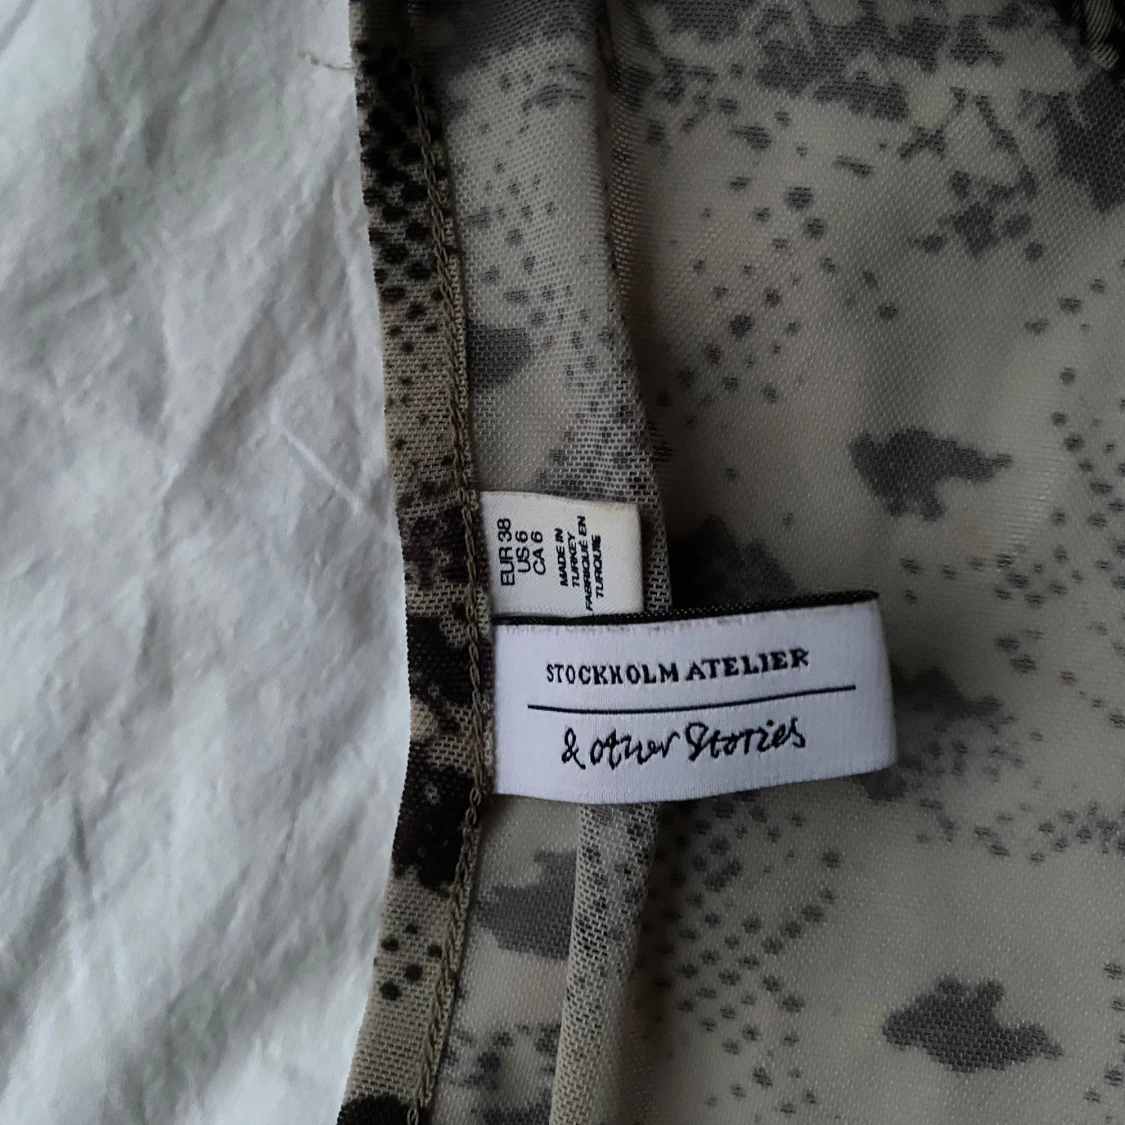 EUR 38
US 6
CA 6
MADE IN
TURKEY
FABRIQUÉ EN
TURQUIE
STOCKHOLM ATELIER
& other Stories